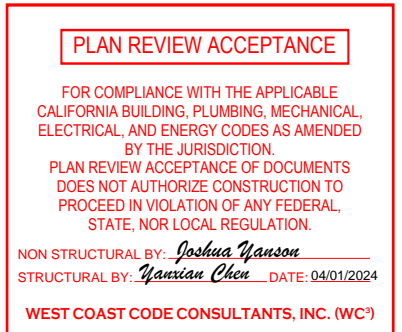 PLAN REVIEW ACCEPTANCE
FOR COMPLIANCE WITH THE APPLICABLE
CALIFORNIA BUILDING, PLUMBING, MECHANICAL,
ELECTRICAL, AND ENERGY CODES AS AMENDED
BY THE JURISDICTION.
PLAN REVIEW ACCEPTANCE OF DOCUMENTS
DOES NOT AUTHORIZE CONSTRUCTION TO
PROCEED IN VIOLATION OF ANY FEDERAL,
STATE, NOR LOCAL REGULATION.
NON STRUCTURAL BY: Joshua Yanson
STRUCTURAL BY: Yanxian Chen DATE: 04/01/2024
WEST COAST CODE CONSULTANTS, INC. (WC³)